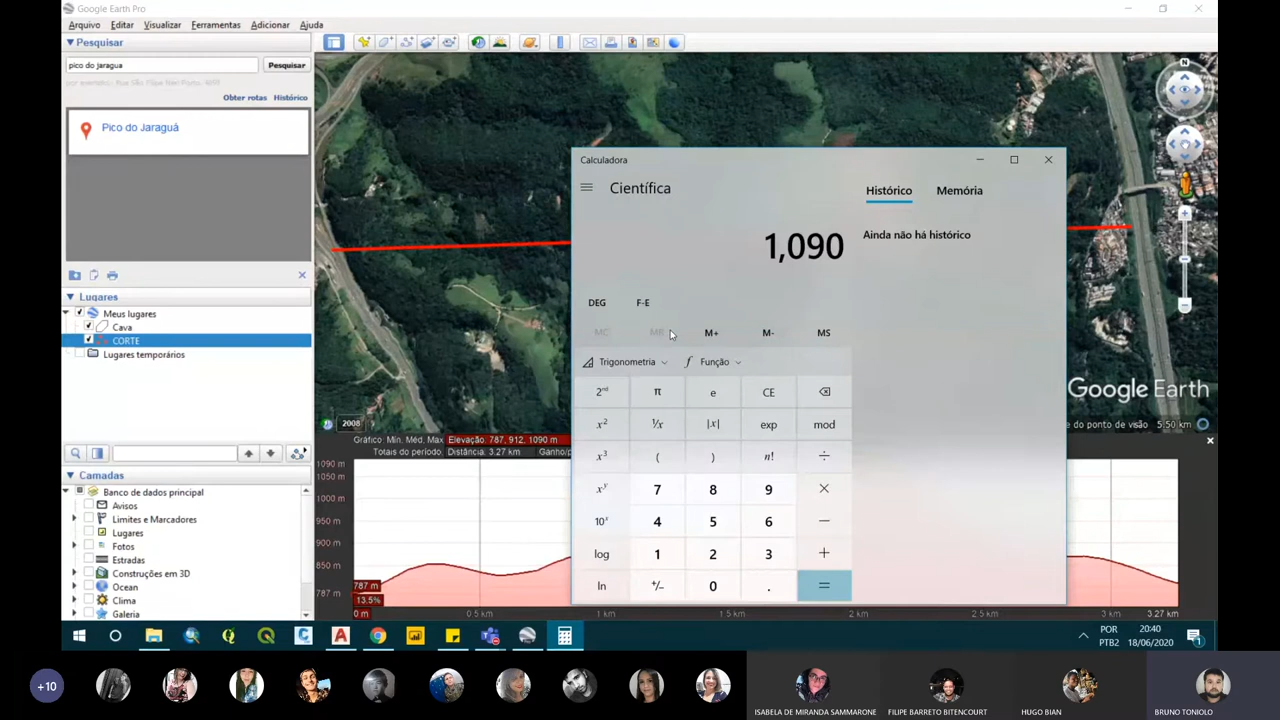 Google Earth Pro
Arquivo Editar Visualizar Ferramentas Adicionar Ajuda
Pesquisar
pico do jaragua
Pesquisar
Obter rotas Histórico
Pico do Jaraguá
Lugares
Meus lugares
Cava
CORTE
Lugares temporários
Camadas
Banco de dados principal
Avisos
Limites e Marcadores
Lugares
Fotos
Estradas
Construções em 3D
Ocean
Clima
Galeria
N
Calculadora
Científica
Histórico Memória
1,090
Ainda não há histórico
DEG F-E
MC MR M+ M- MS
Trigonometria Função
2nd π e CE
x² ¹/x |x| exp mod
x³ ( ) n! ÷
xʸ 7 8 9 ×
10ˣ 4 5 6 −
log 1 2 3 +
ln +/− 0 . =
Google Earth
2008
do ponto de visão 5,50 km
Gráfico: Mín, Méd, Max Elevação: 787, 912, 1090 m
Totais do período: Distância: 3.27 km
1090 m
1050 m
1000 m
950 m
900 m
850 m
787 m
787 m
13.5%
0 m 0.5 km 1 km 1.5 km 2 km 2.5 km 3 km 3.27 km
POR
PTB2
20:40
18/06/2020
1
+10
ISABELA DE MIRANDA SAMMARONE
FILIPE BARRETO BITENCOURT
HUGO BIAN
BRUNO TONIOLO